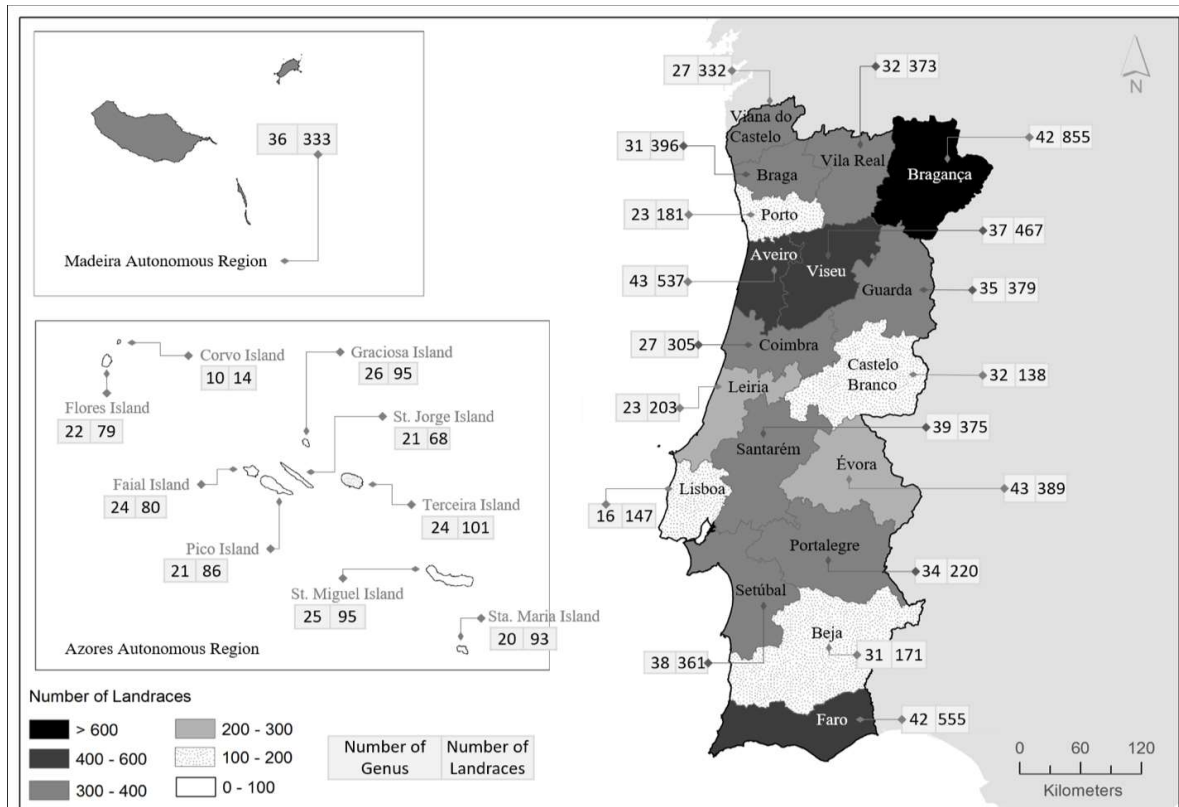 36 333
Madeira Autonomous Region
Corvo Island
10 14
Graciosa Island
26 95
Flores Island
22 79
St. Jorge Island
21 68
Faial Island
24 80
Terceira Island
24 101
Pico Island
21 86
St. Miguel Island
25 95
Sta. Maria Island
20 93
Azores Autonomous Region
27 332
32 373
N
Viana do
Castelo
31 396
Braga
Vila Real
42 855
Bragança
23 181
Porto
37 467
Aveiro
Viseu
43 537
Guarda
35 379
27 305
Coimbra
Castelo
Branco
32 138
Leiria
23 203
39 375
Santarém
Évora
43 389
Lisboa
16 147
Portalegre
34 220
Setúbal
Beja
31 171
38 361
Faro
42 555
Number of Landraces
> 600
400 - 600
300 - 400
200 - 300
100 - 200
0 - 100
Number of
Genus
Number of
Landraces
0 60 120
Kilometers